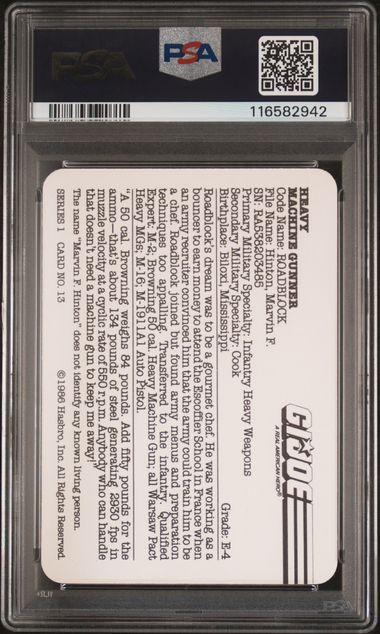 PSA
PSA
116582942
G.I. JOE
A REAL AMERICAN HERO®
HEAVY
MACHINE GUNNER
Code Name: ROADBLOCK
File Name: Hinton, Marvin F.
SN: RA538203485
Grade: E-4
Primary Military Specialty: Infantry Heavy Weapons
Secondary Military Specialty: Cook
Birthplace: Biloxi, Mississippi
Roadblock's dream was to be a gourmet chef. He was working as a
bouncer to earn money to attend the Escoffier School in France when
an army recruiter convinced him that the army could train him to be
a chef. Roadblock joined but found army menus and preparation
techniques too appalling. Transferred to the infantry. Qualified
Expert: M-2, Browning 50 cal. Heavy Machine Gun; all Warsaw Pact
Heavy MGs; M-16; M-1911A1 Auto Pistol.
"A 50 cal. Browning weighs 84 pounds. Add fifty pounds for the
ammo—that's about 134 pounds of steel generating 2930 fps in
muzzle velocity at a cyclic rate of 550 r.p.m. Anybody who can handle
that doesn't need a machine gun to keep me away!"
The name "Marvin F. Hinton" does not identify any known living person.
SERIES 1 CARD NO. 13
©1986 Hasbro, Inc. All Rights Reserved.
PSA